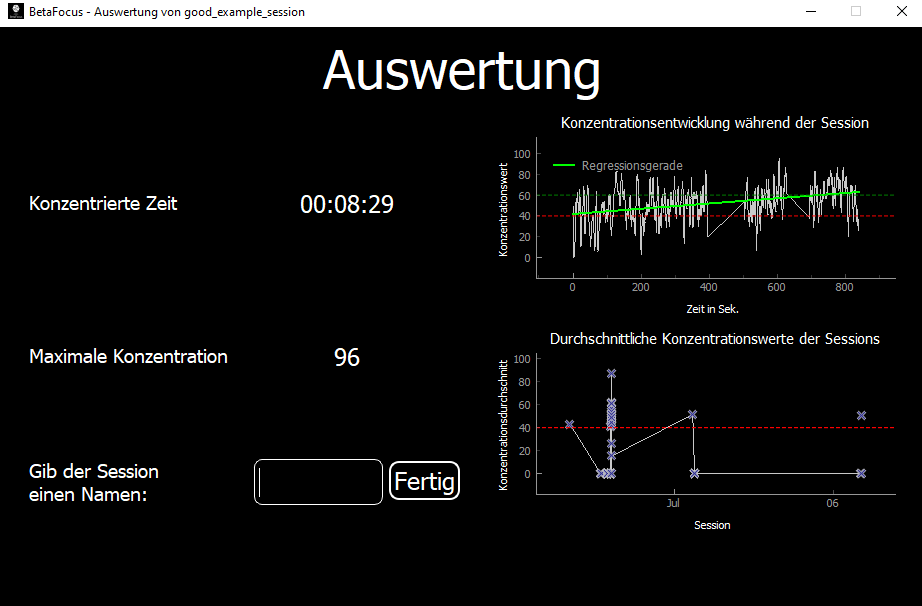 BetaFocus - Auswertung von good_example_session
Auswertung
Konzentrierte Zeit
00:08:29
Maximale Konzentration
96
Gib der Session
einen Namen:
Fertig
Konzentrationsentwicklung während der Session
Regressionsgerade
Konzentrationswert
100
80
60
40
20
0
0
200
400
600
800
Zeit in Sek.
Durchschnittliche Konzentrationswerte der Sessions
Konzentrationsdurchschnitt
100
80
60
40
20
0
Jul
06
Session